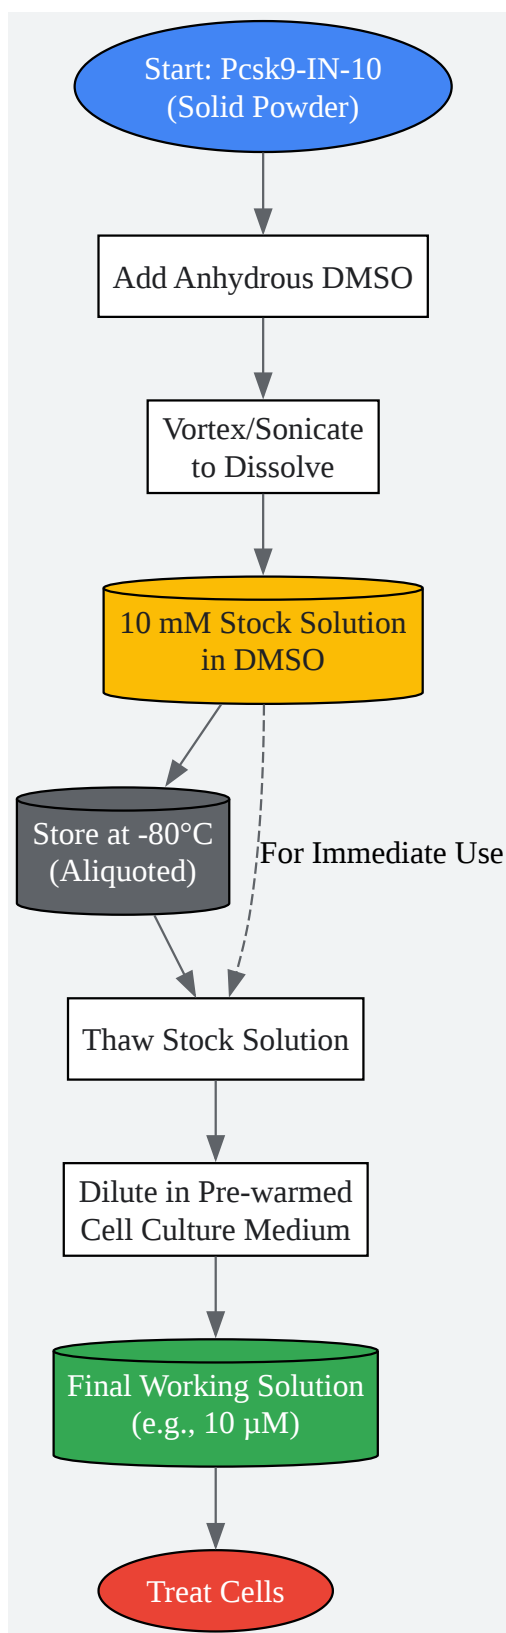 Start: Pcsk9-IN-10
(Solid Powder)
Add Anhydrous DMSO
Vortex/Sonicate
to Dissolve
10 mM Stock Solution
in DMSO
Store at -80°C
(Aliquoted)
For Immediate Use
Thaw Stock Solution
Dilute in Pre-warmed
Cell Culture Medium
Final Working Solution
(e.g., 10 µM)
Treat Cells